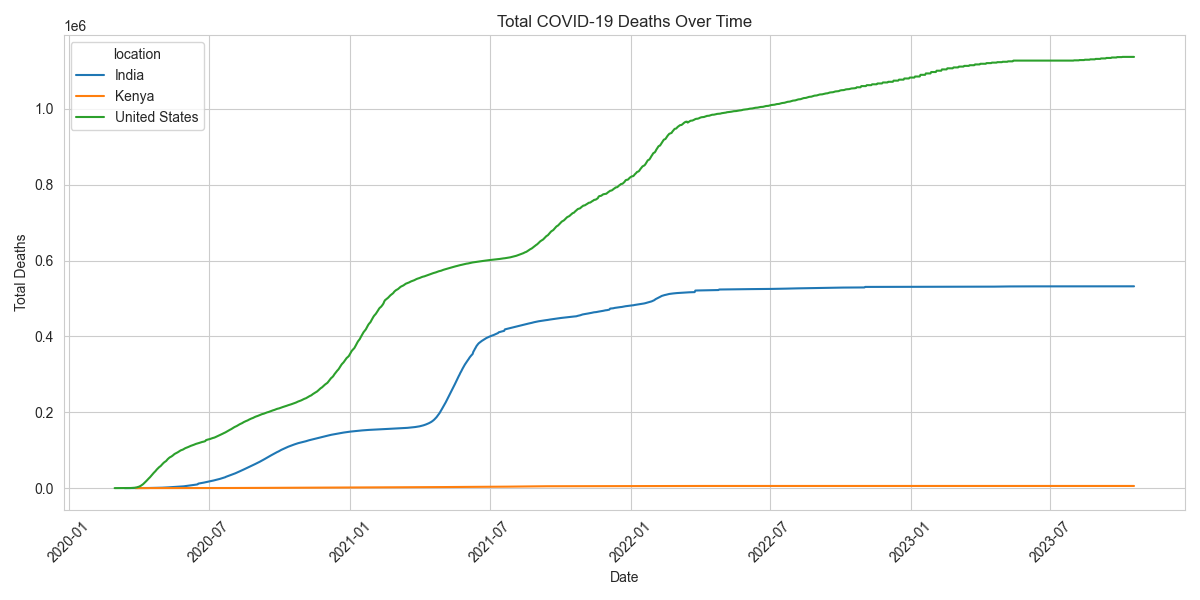 Total COVID-19 Deaths Over Time
1e6
location
India
Kenya
United States
1.0
0.8
0.6
0.4
0.2
0.0
Total Deaths
2020-01
2020-07
2021-01
2021-07
2022-01
2022-07
2023-01
2023-07
Date